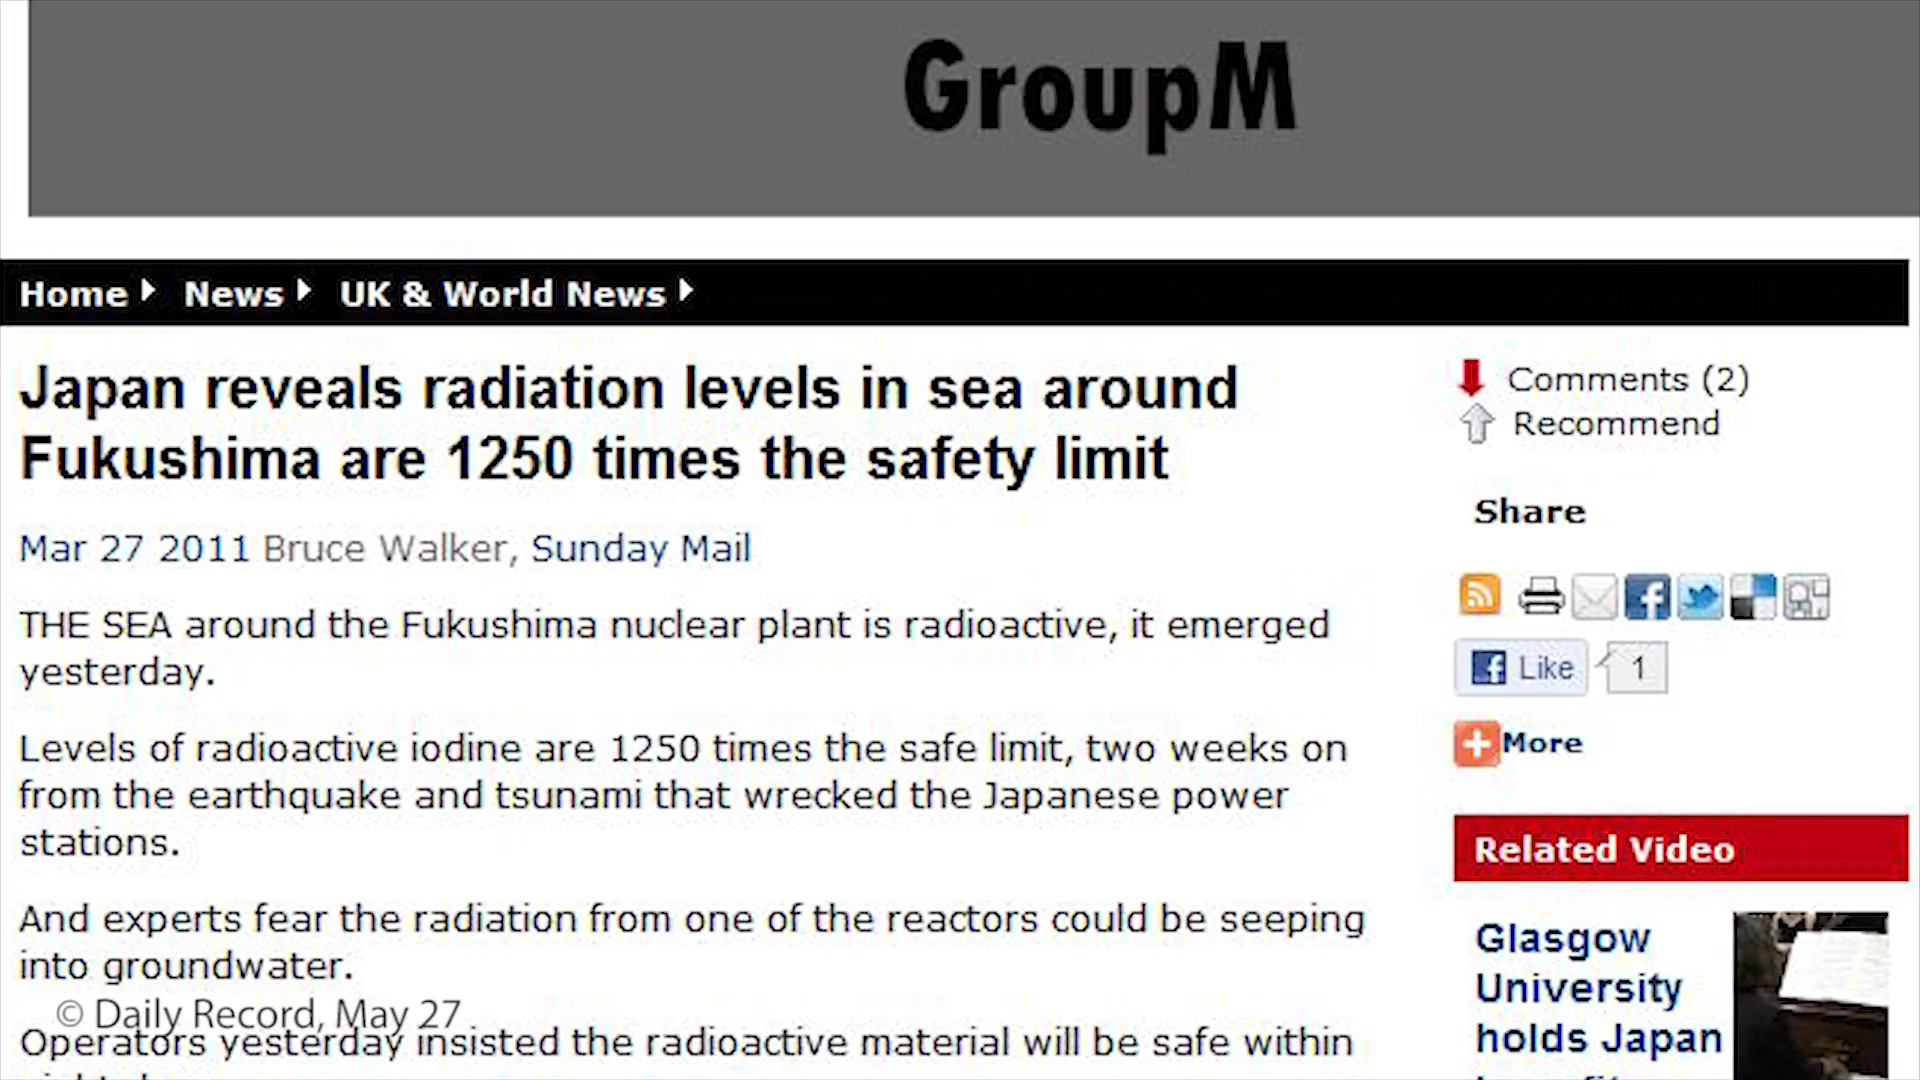 GroupM
Home News UK & World News
Japan reveals radiation levels in sea around
Fukushima are 1250 times the safety limit
Mar 27 2011 Bruce Walker, Sunday Mail
THE SEA around the Fukushima nuclear plant is radioactive, it emerged
yesterday.
Levels of radioactive iodine are 1250 times the safe limit, two weeks on
from the earthquake and tsunami that wrecked the Japanese power
stations.
And experts fear the radiation from one of the reactors could be seeping
into groundwater.
© Daily Record, May 27
Operators yesterday insisted the radioactive material will be safe within
Comments (2)
Recommend
Share
Like 1
More
Related Video
Glasgow
University
holds Japan